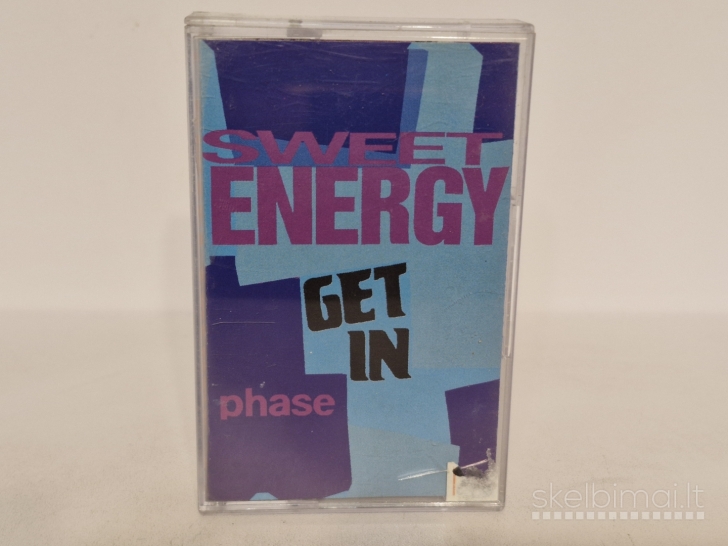 SWEET
ENERGY
GET
IN
phase
skelbimai.lt